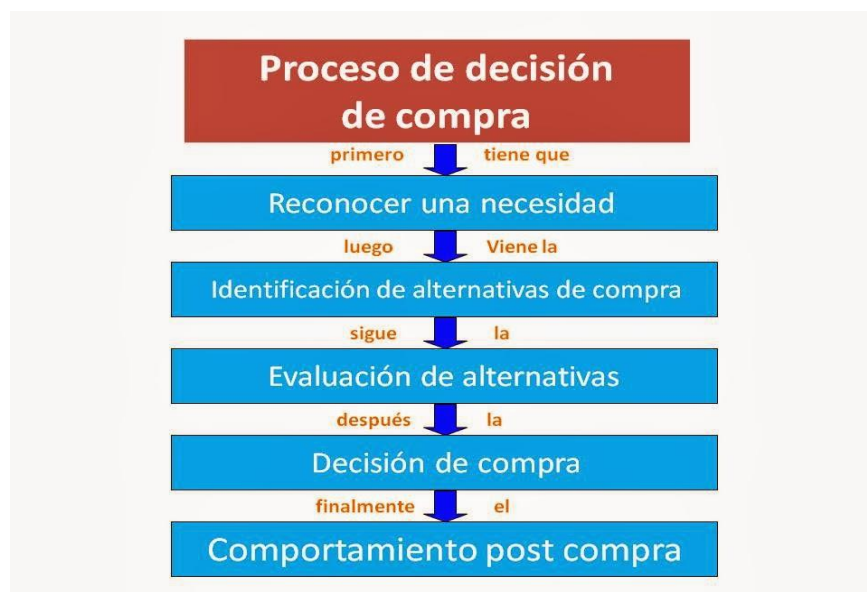 Proceso de decisión
de compra
primero tiene que
Reconocer una necesidad
luego Viene la
Identificación de alternativas de compra
sigue la
Evaluación de alternativas
después la
Decisión de compra
finalmente el
Comportamiento post compra